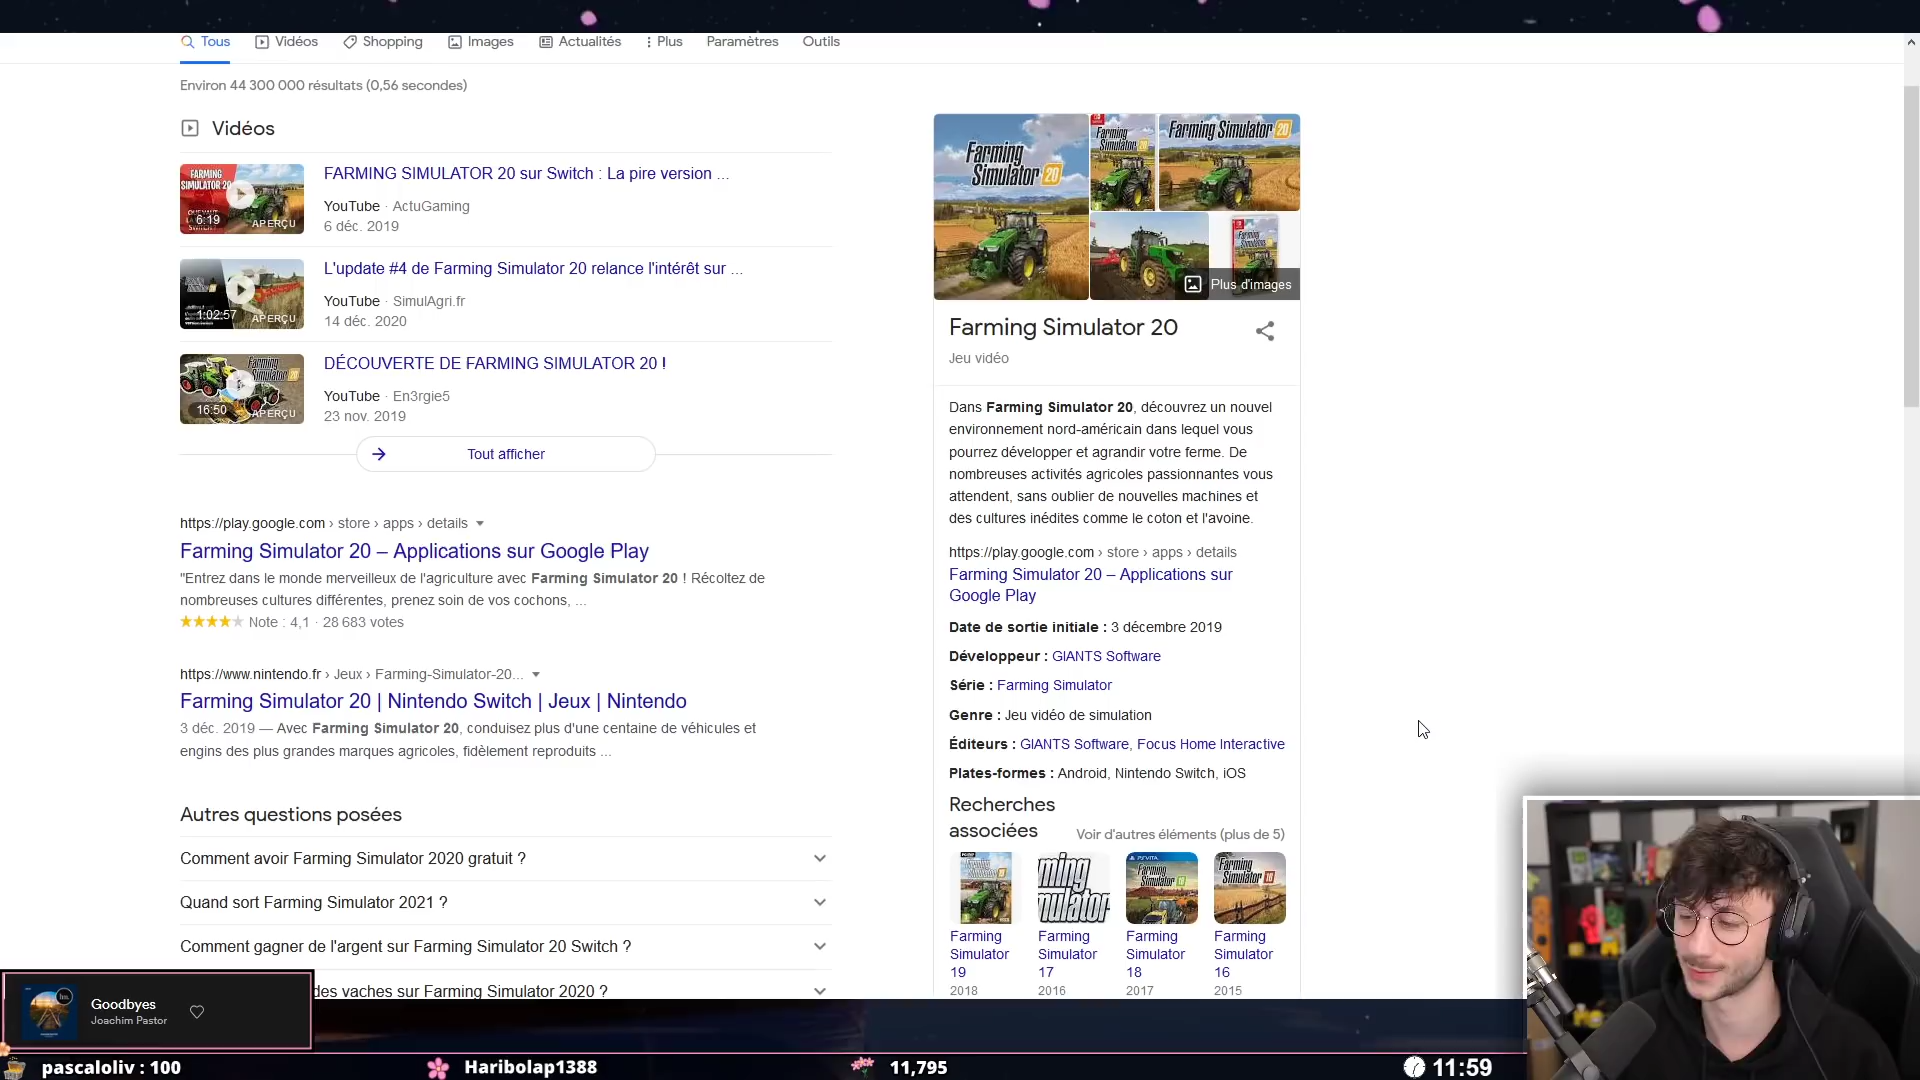 Tous
Vidéos
Shopping
Images
Actualités
Plus
Paramètres
Outils
Environ 44 300 000 résultats (0,56 secondes)
Vidéos
FARMING
SIMULATOR 20
6:19
APERÇU
FARMING SIMULATOR 20 sur Switch : La pire version ...
YouTube · ActuGaming
6 déc. 2019
1:02:57
APERÇU
L'update #4 de Farming Simulator 20 relance l'intérêt sur ...
YouTube · SimulAgri.fr
14 déc. 2020
16:50
APERÇU
DÉCOUVERTE DE FARMING SIMULATOR 20 !
YouTube · En3rgie5
23 nov. 2019
Tout afficher
https://play.google.com › store › apps › details
Farming Simulator 20 – Applications sur Google Play
"Entrez dans le monde merveilleux de l'agriculture avec Farming Simulator 20 ! Récoltez de
nombreuses cultures différentes, prenez soin de vos cochons, ...
Note : 4,1 · 28 683 votes
https://www.nintendo.fr › Jeux › Farming-Simulator-20...
Farming Simulator 20 | Nintendo Switch | Jeux | Nintendo
3 déc. 2019 — Avec Farming Simulator 20, conduisez plus d'une centaine de véhicules et
engins des plus grandes marques agricoles, fidèlement reproduits ...
Autres questions posées
Comment avoir Farming Simulator 2020 gratuit ?
Quand sort Farming Simulator 2021 ?
Comment gagner de l'argent sur Farming Simulator 20 Switch ?
des vaches sur Farming Simulator 2020 ?
Farming
Simulator 20
Farming
Simulator 20
Farming Simulator 20
Plus d'images
Farming Simulator 20
Jeu vidéo
Dans Farming Simulator 20, découvrez un nouvel
environnement nord-américain dans lequel vous
pourrez développer et agrandir votre ferme. De
nombreuses activités agricoles passionnantes vous
attendent, sans oublier de nouvelles machines et
des cultures inédites comme le coton et l'avoine.
https://play.google.com › store › apps › details
Farming Simulator 20 – Applications sur
Google Play
Date de sortie initiale : 3 décembre 2019
Développeur : GIANTS Software
Série : Farming Simulator
Genre : Jeu vidéo de simulation
Éditeurs : GIANTS Software, Focus Home Interactive
Plates-formes : Android, Nintendo Switch, iOS
Recherches
associées
Voir d'autres éléments (plus de 5)
Farming
Simulator
19
2018
Farming
Simulator
17
2016
Farming
Simulator
18
2017
Farming
Simulator
16
2015
Goodbyes
Joachim Pastor
pascaloliv : 100
Haribolap1388
11,795
11:59